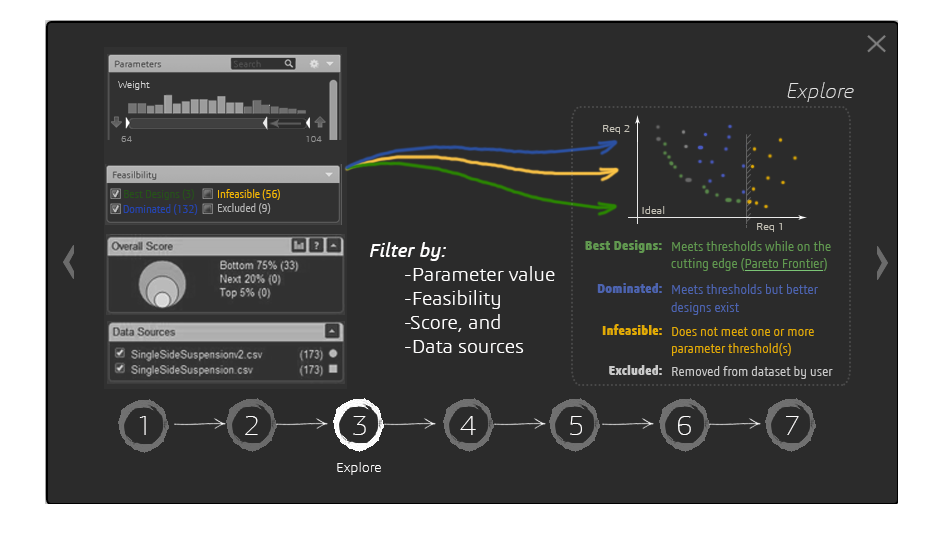 Explore
Parameters
Search
Weight
64 104
Feasilbility
Best Designs (5) Infeasible (56)
Dominated (132) Excluded (9)
Overall Score
?
Bottom 75% (33)
Next 20% (0)
Top 5% (0)
Data Sources
SingleSideSuspensionv2.csv (173)
SingleSideSuspension.csv (173)
Filter by:
-Parameter value
-Feasibility
-Score, and
-Data sources
Req 2
Ideal
Req 1
Best Designs: Meets thresholds while on the
cutting edge (Pareto Frontier)
Dominated: Meets thresholds but better
designs exist
Infeasible: Does not meet one or more
parameter threshold(s)
Excluded: Removed from dataset by user
1 2 3 4 5 6 7
Explore